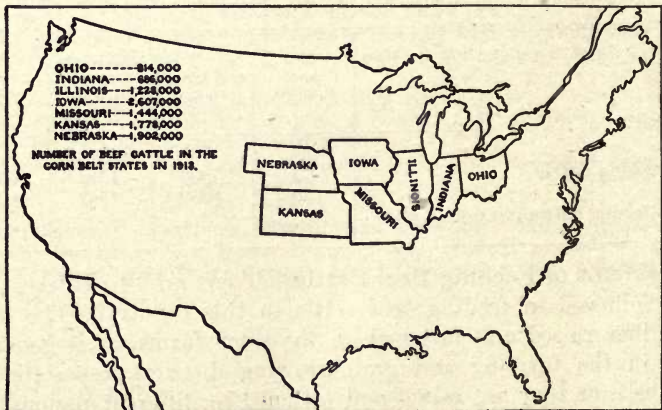 OHIO----------814,000
INDIANA------686,000
ILLINOIS----1,228,000
IOWA--------2,607,000
MISSOURI----1,444,000
KANSAS------1,778,000
NEBRASKA---1,902,000
NUMBER OF BEEF CATTLE IN THE
CORN BELT STATES IN 1913.
NEBRASKA
IOWA
ILLINOIS
INDIANA
OHIO
KANSAS
MISSOURI